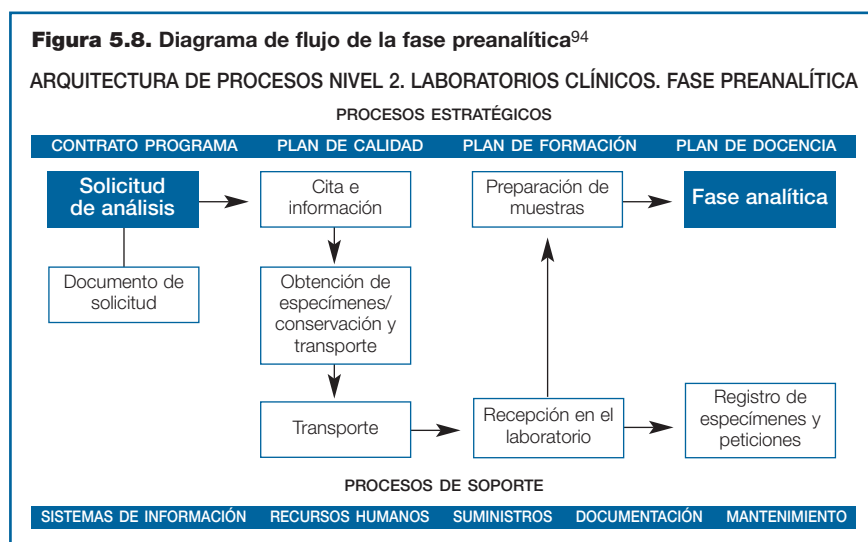 Figura 5.8. Diagrama de flujo de la fase preanalítica94
ARQUITECTURA DE PROCESOS NIVEL 2. LABORATORIOS CLÍNICOS. FASE PREANALÍTICA
PROCESOS ESTRATÉGICOS
CONTRATO PROGRAMA PLAN DE CALIDAD PLAN DE FORMACIÓN PLAN DE DOCENCIA
Solicitud
de análisis
Cita e
información
Preparación de
muestras
Fase analítica
Documento de
solicitud
Obtención de
especímenes/
conservación y
transporte
Transporte
Recepción en el
laboratorio
Registro de
especímenes y
peticiones
PROCESOS DE SOPORTE
SISTEMAS DE INFORMACIÓN RECURSOS HUMANOS SUMINISTROS DOCUMENTACIÓN MANTENIMIENTO